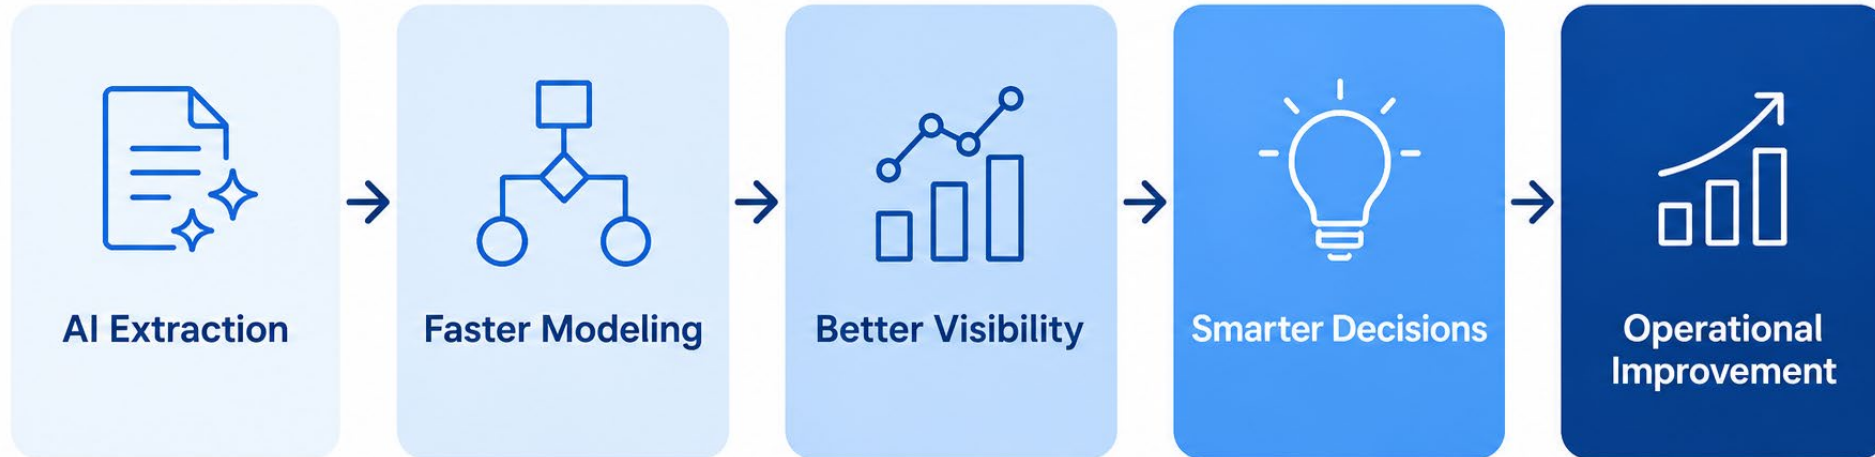 AI Extraction
Faster Modeling
Better Visibility
Smarter Decisions
Operational
Improvement